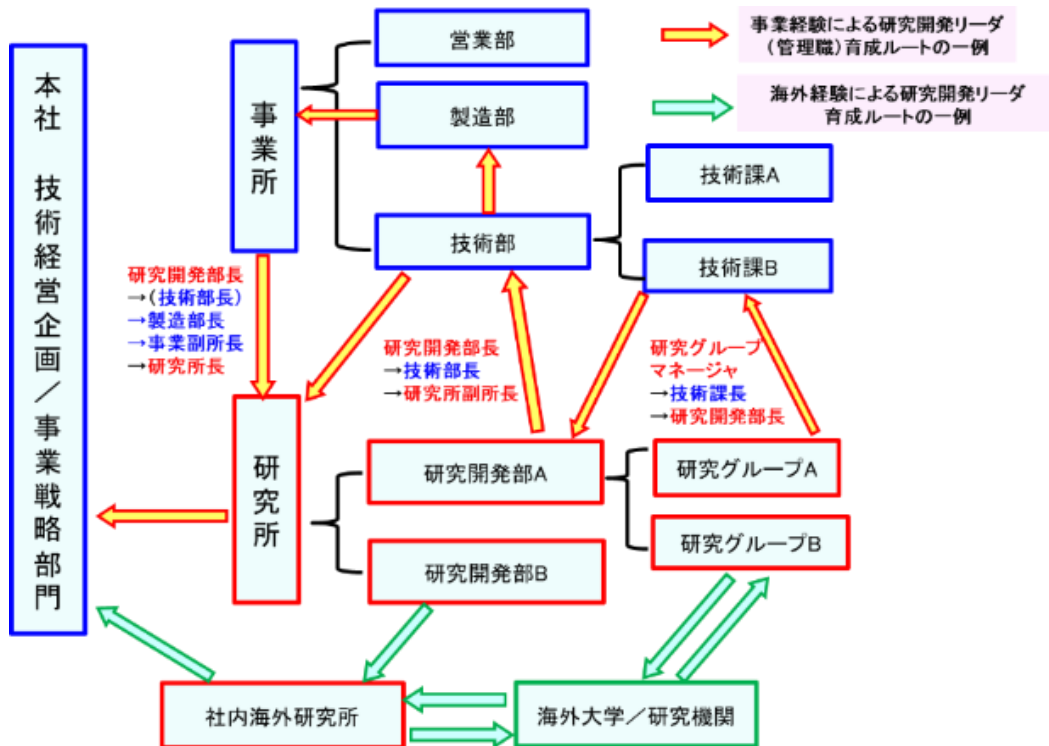 本社 技術経営企画/事業戦略部門
事業所
営業部
製造部
技術部
技術課A
技術課B
事業経験による研究開発リーダ
(管理職)育成ルートの一例
海外経験による研究開発リーダ
育成ルートの一例
研究開発部長
→(技術部長)
→製造部長
→事業副所長
→研究所長
研究開発部長
→技術部長
→研究所副所長
研究グループ
マネージャ
→技術課長
→研究開発部長
研究所
研究開発部A
研究開発部B
研究グループA
研究グループB
社内海外研究所
海外大学/研究機関